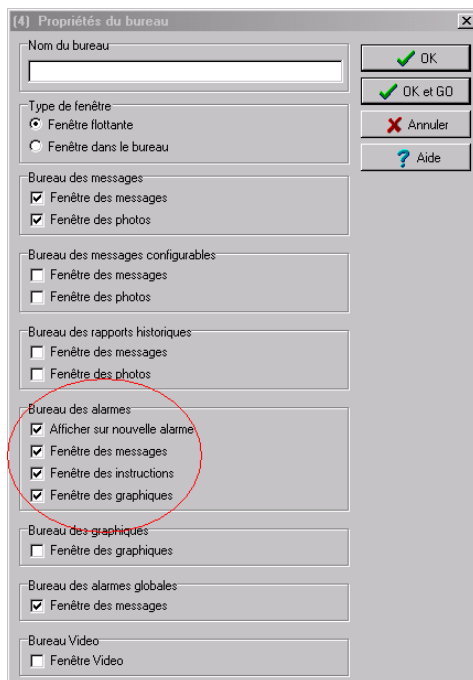 (4) Propriétés du bureau
Nom du bureau
OK
OK et GO
Type de fenêtre
Fenêtre flottante
Annuler
Fenêtre dans le bureau
Aide
Bureau des messages
Fenêtre des messages
Fenêtre des photos
Bureau des messages configurables
Fenêtre des messages
Fenêtre des photos
Bureau des rapports historiques
Fenêtre des messages
Fenêtre des photos
Bureau des alarmes
Afficher sur nouvelle alarme
Fenêtre des messages
Fenêtre des instructions
Fenêtre des graphiques
Bureau des graphiques
Fenêtre des graphiques
Bureau des alarmes globales
Fenêtre des messages
Bureau Video
Fenêtre Video